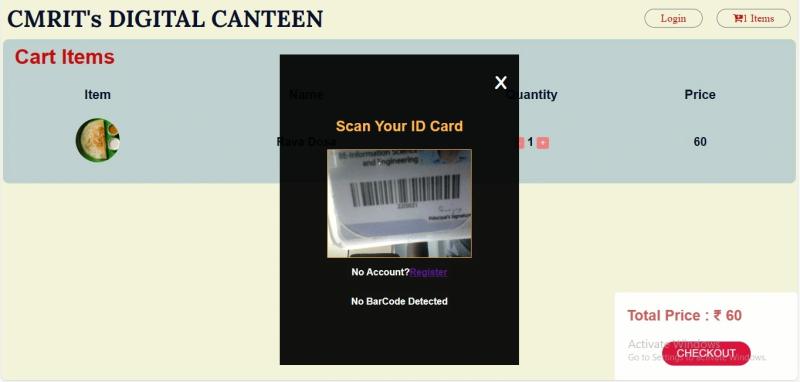 CMRIT's DIGITAL CANTEEN
Login
1 Items
Cart Items
X
Item
Name
Quantity
Price
Scan Your ID Card
Rava Dosa
1
+
60
BE-Information Science
and Engineering
Principal's Signature
No Account?Register
No BarCode Detected
Total Price : ₹ 60
Activate Windows
Go to Settings to activate Windows.
CHECKOUT